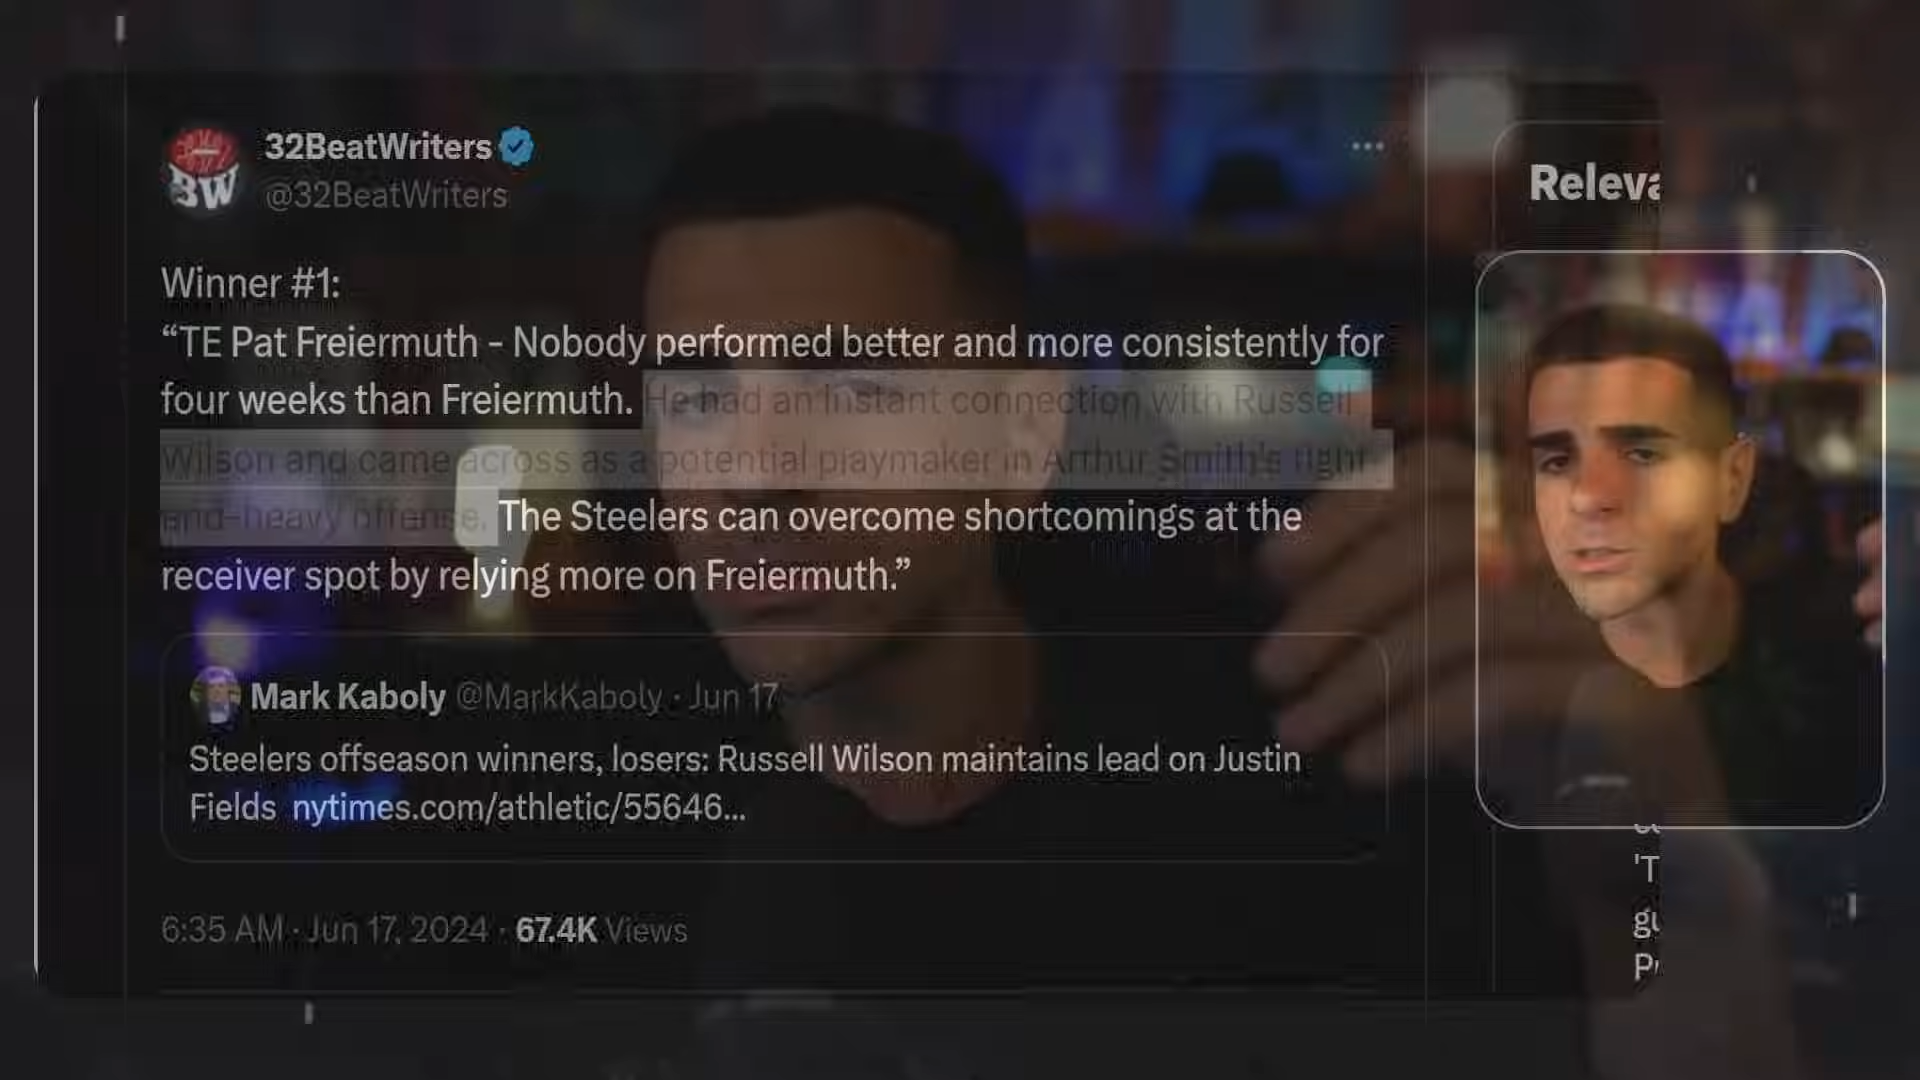 32BeatWriters
@32BeatWriters
BW
Releva
Winner #1:
“TE Pat Freiermuth - Nobody performed better and more consistently for
four weeks than Freiermuth. He had an instant connection with Russell
Wilson and came across as a potential playmaker in Arthur Smith's tight-
end-heavy offense. The Steelers can overcome shortcomings at the
receiver spot by relying more on Freiermuth.”
Mark Kaboly @MarkKaboly · Jun 17
Steelers offseason winners, losers: Russell Wilson maintains lead on Justin
Fields nytimes.com/athletic/55646...
'T
6:35 AM · Jun 17, 2024 · 67.4K Views